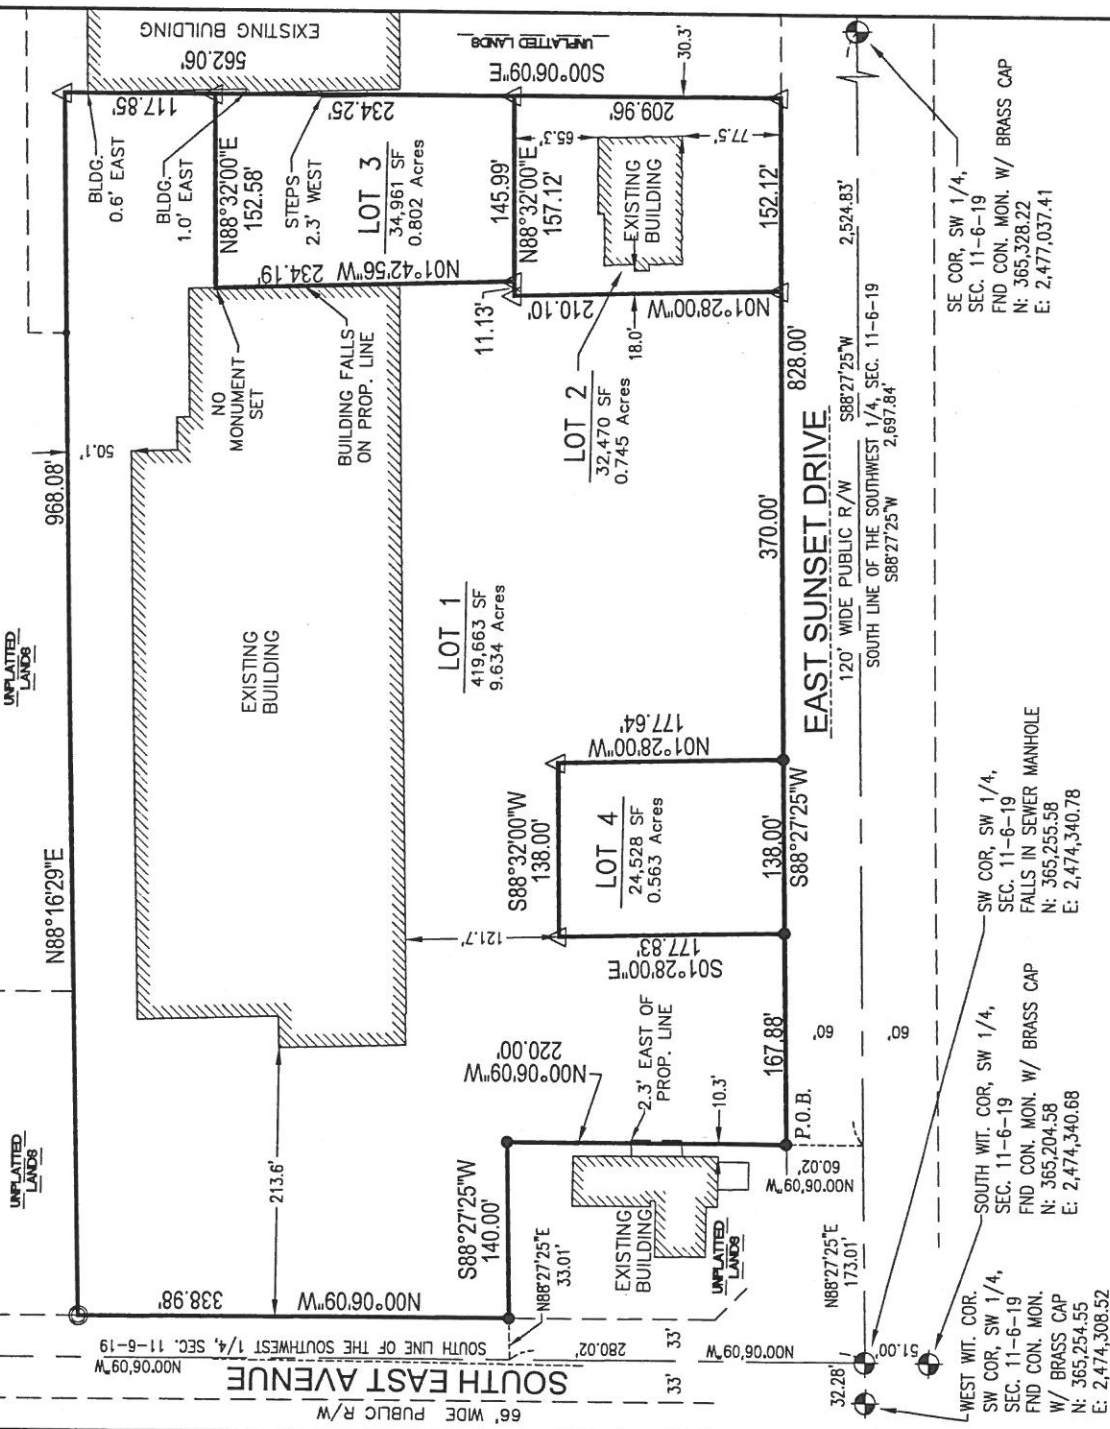 EXISTING BUILDING
562.06'
UNPLATTED LANDS
S00°06'09"E
30.3'
117.85'
234.25'
209.96'
BLDG.
0.6' EAST
BLDG.
1.0' EAST
STEPS
2.3' WEST
N88°32'00"E
152.58'
LOT 3
34,961 SF
0.802 Acres
145.99'
N88°32'00"E
157.12'
65.3'
77.5'
EXISTING
BUILDING
152.12'
234.19'
N01°42'56"W
11.13'
210.10'
N01°28'00"W
18.0'
NO
MONUMENT
SET
BUILDING FALLS
ON PROP. LINE
LOT 2
32,470 SF
0.745 Acres
968.08'
50.1'
N88°16'29"E
UNPLATTED
LANDS
UNPLATTED
LANDS
EXISTING
BUILDING
LOT 1
419,663 SF
9.634 Acres
828.00'
370.00'
EAST SUNSET DRIVE
120' WIDE PUBLIC R/W
S88°27'25"W
2,524.83'
SOUTH LINE OF THE SOUTHWEST 1/4, SEC. 11-6-19
S88°27'25"W
2,697.84'
N01°28'00"W
177.64'
S88°32'00"W
138.00'
LOT 4
24,528 SF
0.563 Acres
138.00'
S88°27'25"W
S01°28'00"E
177.83'
121.7'
167.88'
60'
60'
N00°06'09"W
220.00'
2.3' EAST OF
PROP. LINE
10.3'
P.O.B.
N00°06'09"W
60.02'
213.6'
S88°27'25"W
140.00'
EXISTING
BUILDING
UNPLATTED
LANDS
N88°27'25"E
33.01'
N88°27'25"E
173.01'
338.98'
N00°06'09"W
SOUTH LINE OF THE SOUTHWEST 1/4, SEC. 11-6-19
N00°06'09"W
280.02'
33'
33'
N00°06'09"W
SOUTH EAST AVENUE
66' WIDE PUBLIC R/W
51.00'
32.28'
SE COR, SW 1/4,
SEC. 11-6-19
FND CON. MON. W/ BRASS CAP
N: 365,328.22
E: 2,477,037.41
SW COR, SW 1/4,
SEC. 11-6-19
FALLS IN SEWER MANHOLE
N: 365,255.58
E: 2,474,340.78
SOUTH WIT. COR, SW 1/4,
SEC. 11-6-19
FND CON. MON. W/ BRASS CAP
N: 365,204.58
E: 2,474,340.68
WEST WIT. COR.
SW COR, SW 1/4,
SEC. 11-6-19
FND CON. MON.
W/ BRASS CAP
N: 365,254.55
E: 2,474,308.52